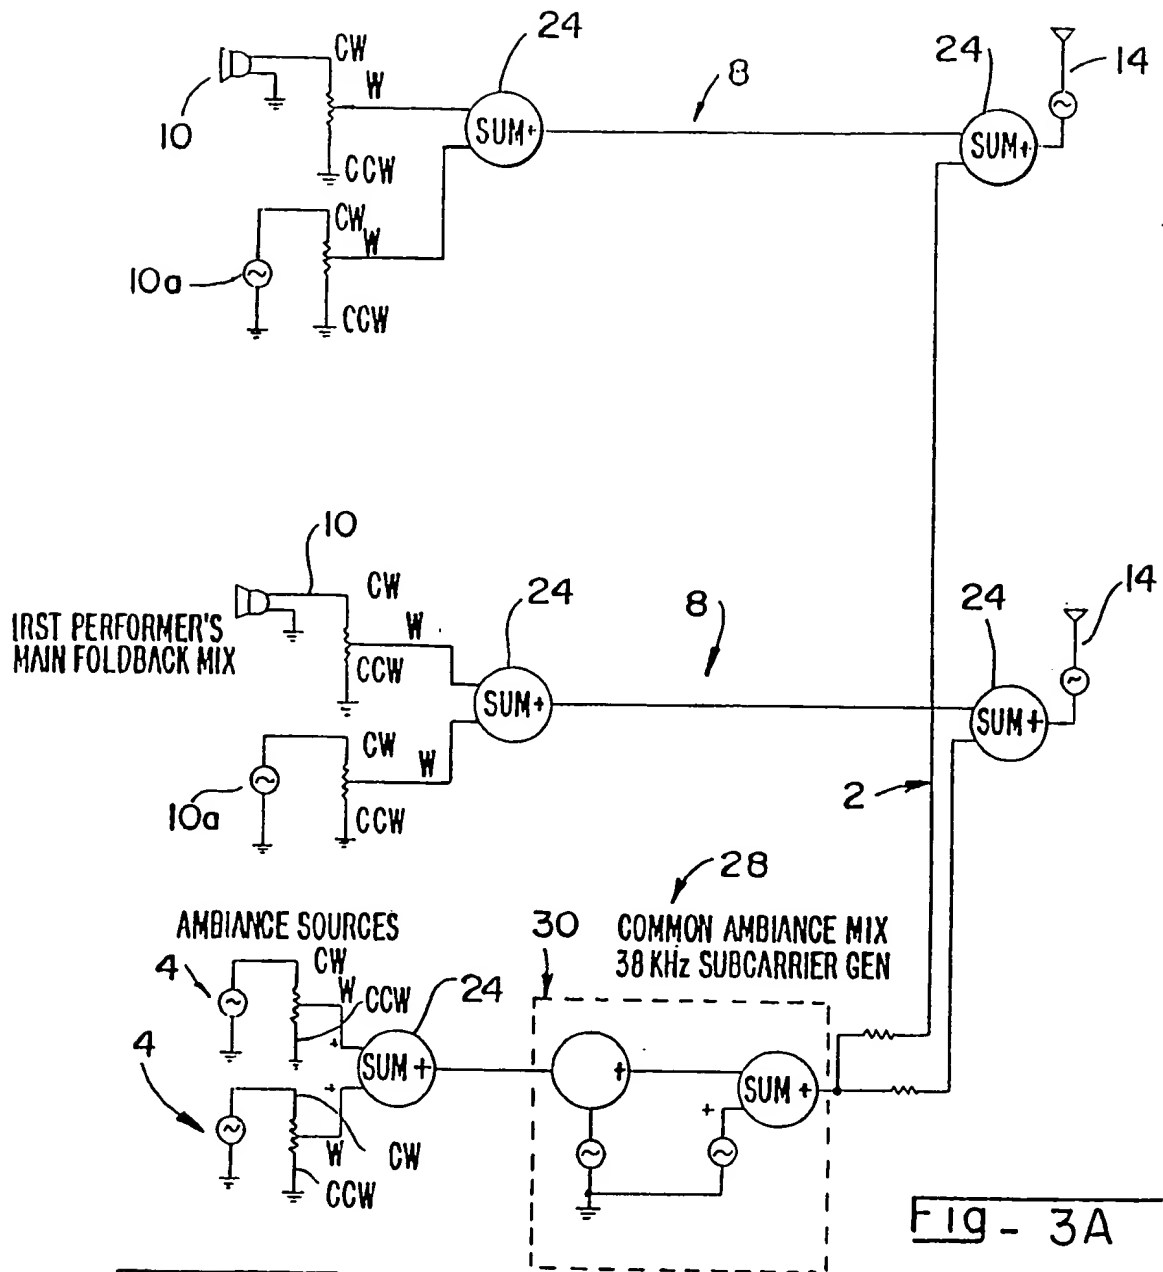 24
CW
W
SUM+
10
CCW
8
24
14
SUM+
CW
W
10a
CCW
10
CW
24
8
24
14
1RST PERFORMER'S
MAIN FOLDBACK MIX
W
CCW
SUM+
SUM+
CW
W
10a
CCW
2
28
AMBIANCE SOURCES
30
COMMON AMBIANCE MIX
38 KHz SUBCARRIER GEN
4
CW
W
CCW
24
+
SUM +
+
SUM +
4
+
+
W
CW
CCW
Fig - 3A